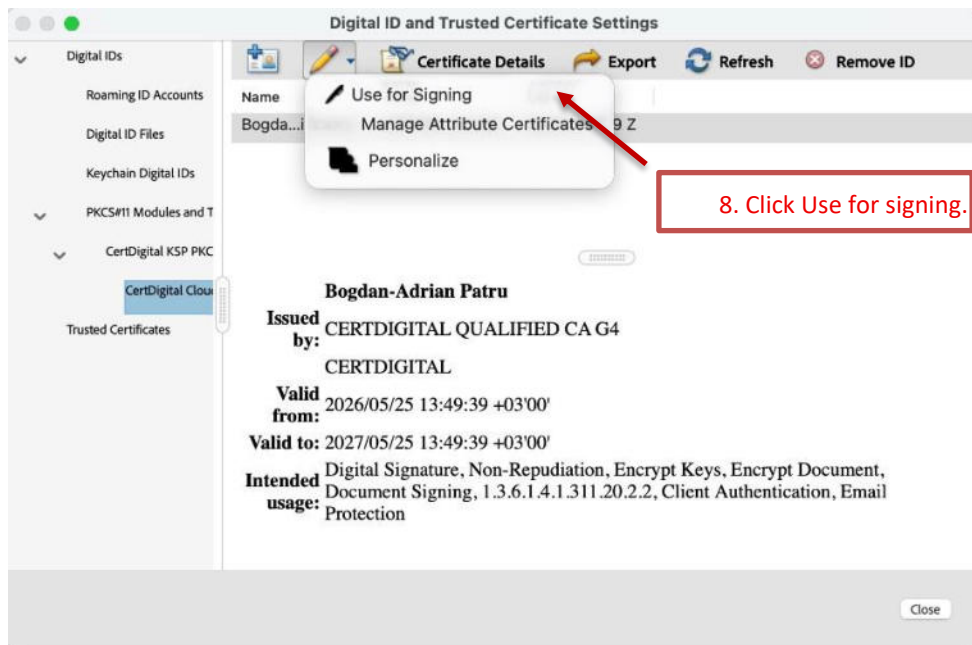 Digital ID and Trusted Certificate Settings
Digital IDs
Roaming ID Accounts
Digital ID Files
Keychain Digital IDs
PKCS#11 Modules and T
CertDigital KSP PKC
CertDigital Clou
Trusted Certificates
Certificate Details Export Refresh Remove ID
Name
Use for Signing
Bogda...i 9 Z
Manage Attribute Certificates
Personalize
8. Click Use for signing.
Bogdan-Adrian Patru
Issued by: CERTDIGITAL QUALIFIED CA G4
CERTDIGITAL
Valid from: 2026/05/25 13:49:39 +03'00'
Valid to: 2027/05/25 13:49:39 +03'00'
Intended usage: Digital Signature, Non-Repudiation, Encrypt Keys, Encrypt Document,
Document Signing, 1.3.6.1.4.1.311.20.2.2, Client Authentication, Email
Protection
Close